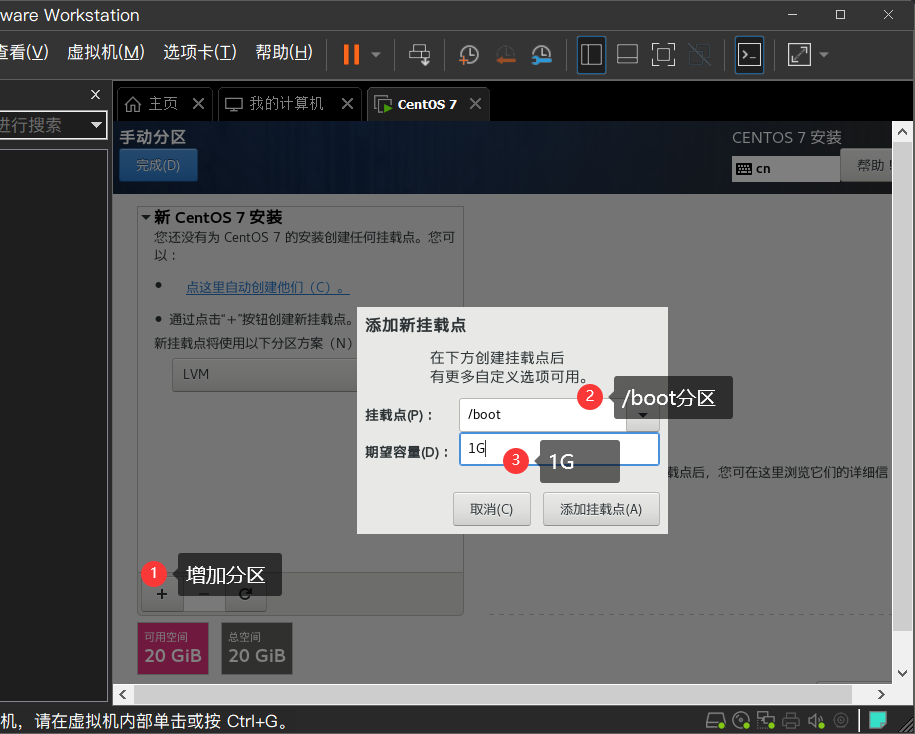 ware Workstation
查看(V) 虚拟机(M) 选项卡(T) 帮助(H)
主页 我的计算机 CentOS 7
进行搜索
手动分区
CENTOS 7 安装
完成(D)
cn
帮助！
新 CentOS 7 安装
您还没有为 CentOS 7 的安装创建任何挂载点。您可
以：
点这里自动创建他们（C）。
通过点击“+”按钮创建新挂载点。
新挂载点将使用以下分区方案（N）
LVM
添加新挂载点
在下方创建挂载点后
有更多自定义选项可用。
2 /boot分区
挂载点(P)： /boot
期望容量(D)： 1G
3 1G
载点后，您可在这里浏览它们的详细信
取消(C) 添加挂载点(A)
1 增加分区
+ −
可用空间
20 GiB
总空间
20 GiB
机，请在虚拟机内部单击或按 Ctrl+G。